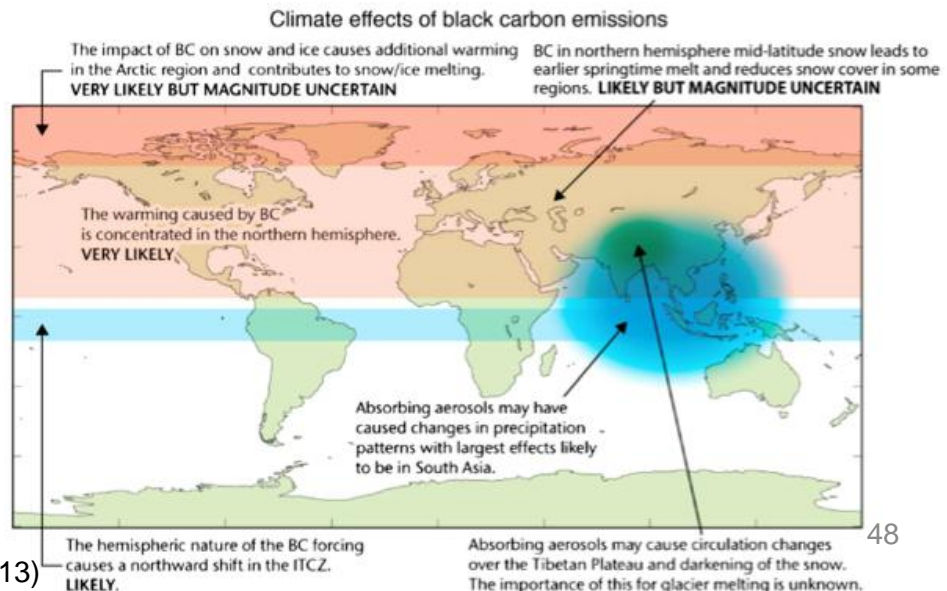 Climate effects of black carbon emissions
The impact of BC on snow and ice causes additional warming
in the Arctic region and contributes to snow/ice melting.
VERY LIKELY BUT MAGNITUDE UNCERTAIN
BC in northern hemisphere mid-latitude snow leads to
earlier springtime melt and reduces snow cover in some
regions. LIKELY BUT MAGNITUDE UNCERTAIN
The warming caused by BC
is concentrated in the northern hemisphere.
VERY LIKELY
Absorbing aerosols may have
caused changes in precipitation
patterns with largest effects likely
to be in South Asia.
48
13)
The hemispheric nature of the BC forcing
causes a northward shift in the ITCZ.
LIKELY.
Absorbing aerosols may cause circulation changes
over the Tibetan Plateau and darkening of the snow.
The importance of this for glacier melting is unknown.